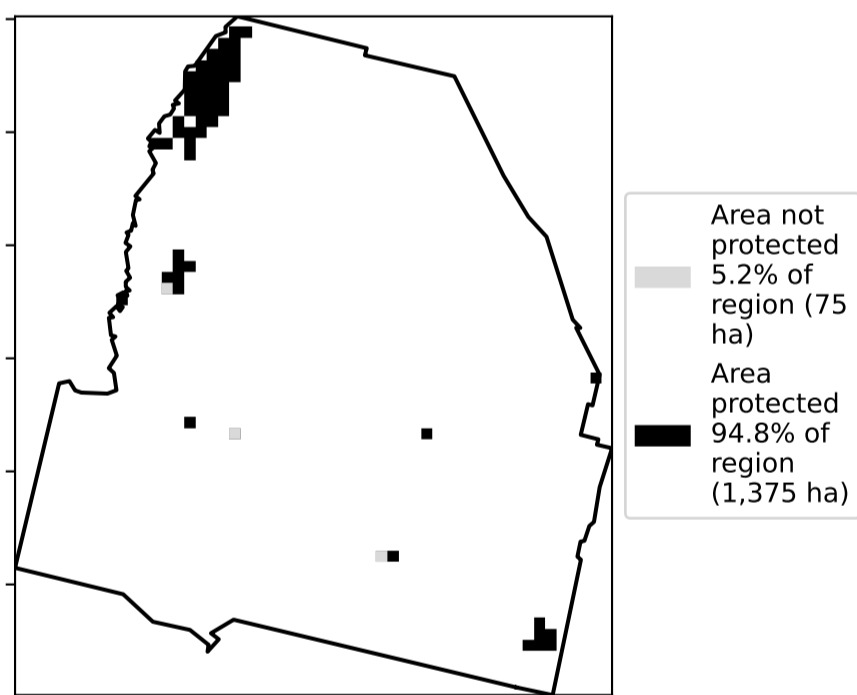 Area not
protected
5.2% of
region (75
ha)
Area
protected
94.8% of
region
(1,375 ha)